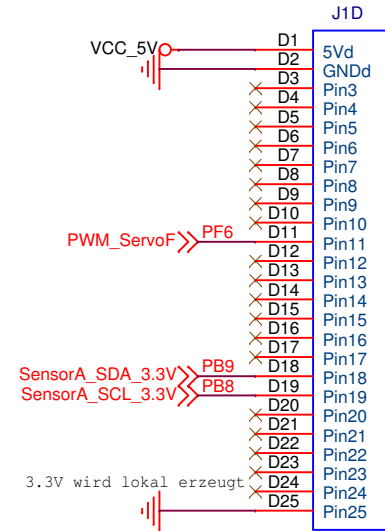 J1D
VCC_5V D1 5Vd
D2 GNDd
D3 Pin3
D4 Pin4
D5 Pin5
D6 Pin6
D7 Pin7
D8 Pin8
D9 Pin9
D10 Pin10
PWM_ServoF PF6 D11 Pin11
D12 Pin12
D13 Pin13
D14 Pin14
D15 Pin15
D16 Pin16
D17 Pin17
SensorA_SDA_3.3V PB9 D18 Pin18
SensorA_SCL_3.3V PB8 D19 Pin19
D20 Pin20
D21 Pin21
D22 Pin22
D23 Pin23
3.3V wird lokal erzeugt D24 Pin24
D25 Pin25